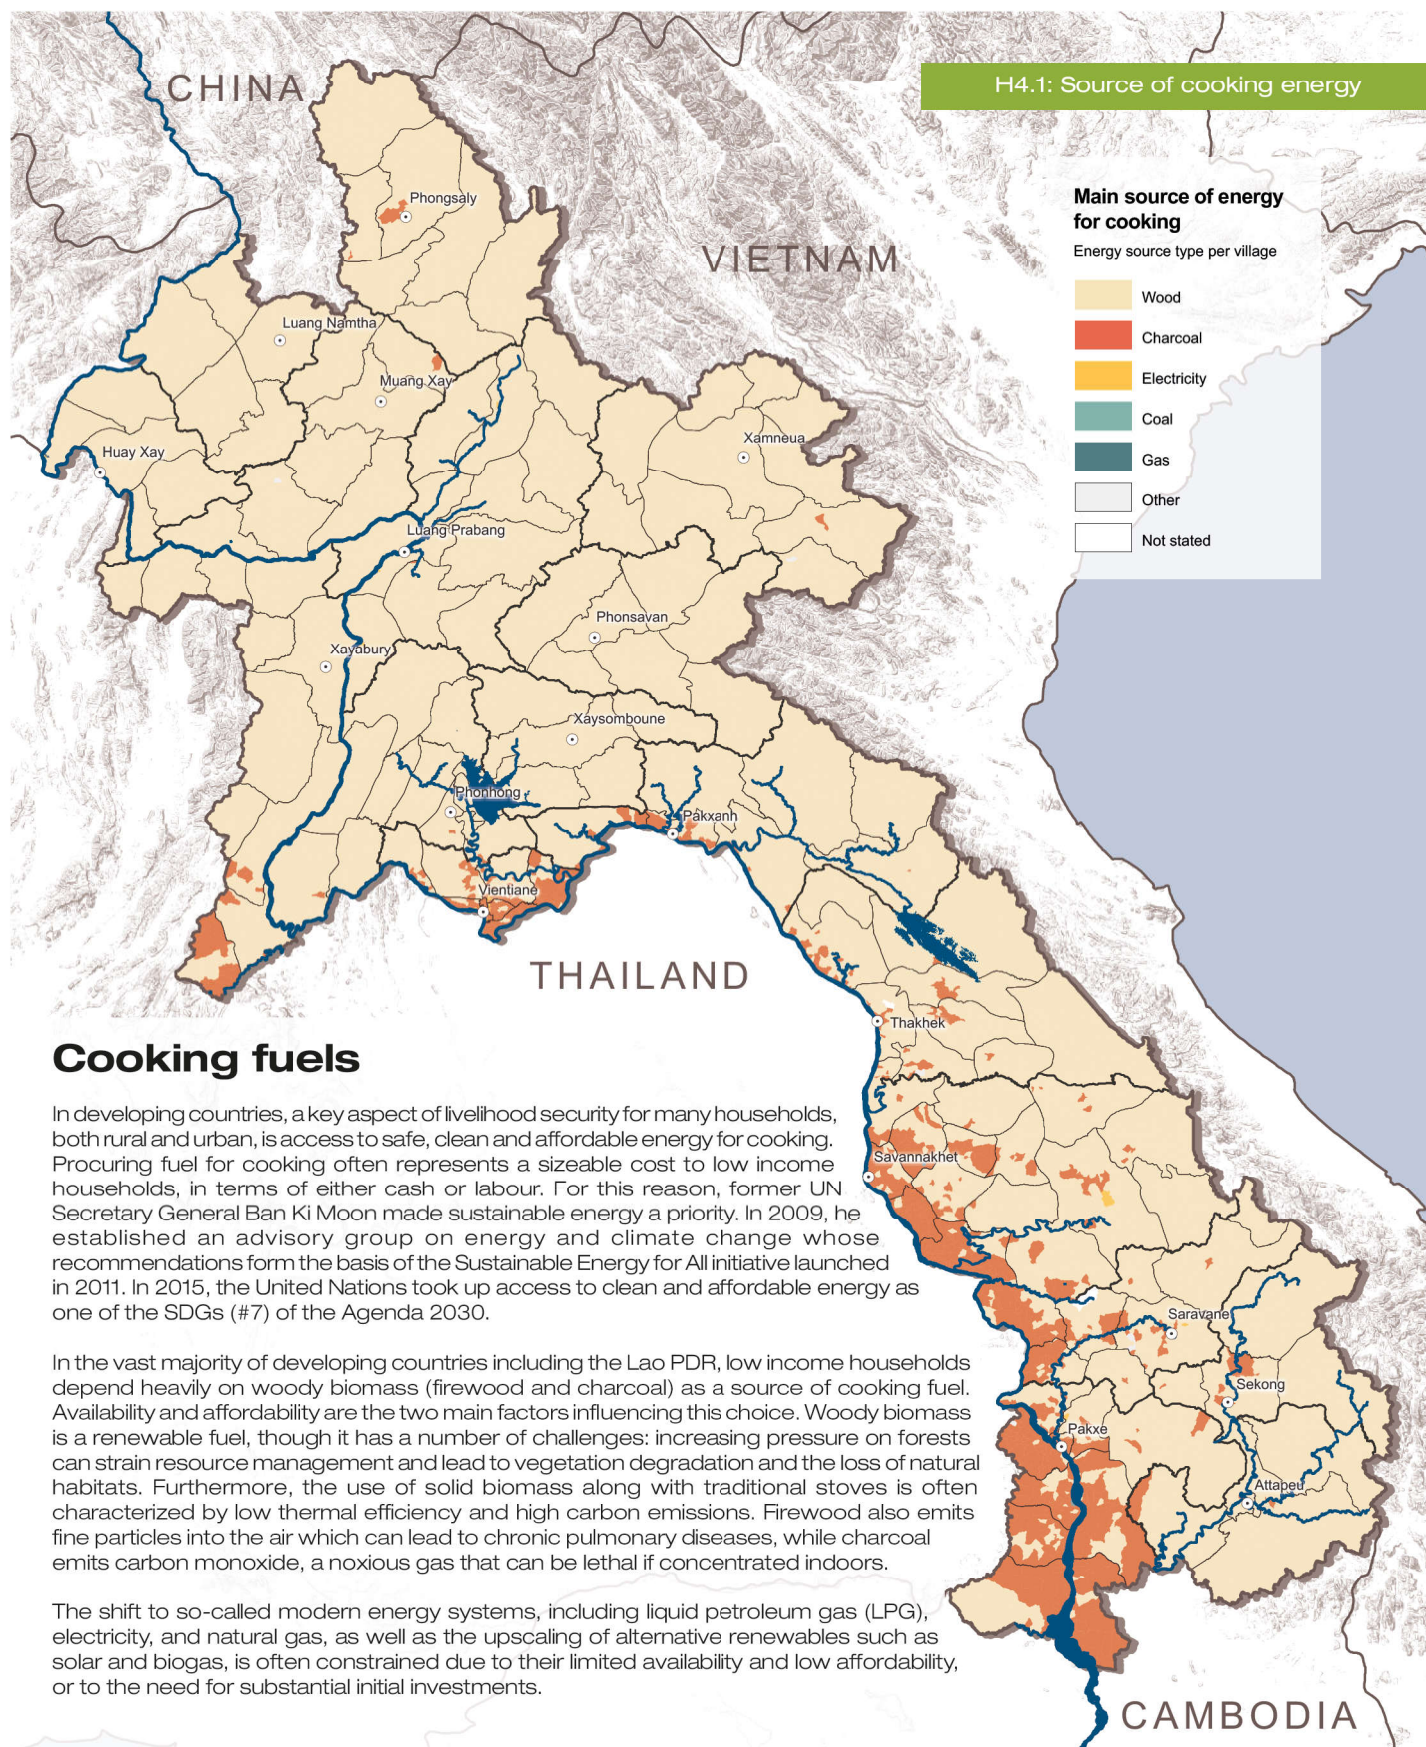 H4.1: Source of cooking energy
CHINA
VIETNAM
THAILAND
CAMBODIA
Main source of energy
for cooking
Energy source type per village
Wood
Charcoal
Electricity
Coal
Gas
Other
Not stated
Phongsaly
Luang Namtha
Muang Xay
Huay Xay
Xamneua
Luang Prabang
Phonsavan
Xayabury
Xaysomboune
Phonhong
Pakxanh
Vientiane
Thakhek
Savannakhet
Saravane
Sekong
Pakxe
Attapeu
Cooking fuels
In developing countries, a key aspect of livelihood security for many households,
both rural and urban, is access to safe, clean and affordable energy for cooking.
Procuring fuel for cooking often represents a sizeable cost to low income
households, in terms of either cash or labour. For this reason, former UN
Secretary General Ban Ki Moon made sustainable energy a priority. In 2009, he
established an advisory group on energy and climate change whose
recommendations form the basis of the Sustainable Energy for All initiative launched
in 2011. In 2015, the United Nations took up access to clean and affordable energy as
one of the SDGs (#7) of the Agenda 2030.
In the vast majority of developing countries including the Lao PDR, low income households
depend heavily on woody biomass (firewood and charcoal) as a source of cooking fuel.
Availability and affordability are the two main factors influencing this choice. Woody biomass
is a renewable fuel, though it has a number of challenges: increasing pressure on forests
can strain resource management and lead to vegetation degradation and the loss of natural
habitats. Furthermore, the use of solid biomass along with traditional stoves is often
characterized by low thermal efficiency and high carbon emissions. Firewood also emits
fine particles into the air which can lead to chronic pulmonary diseases, while charcoal
emits carbon monoxide, a noxious gas that can be lethal if concentrated indoors.
The shift to so-called modern energy systems, including liquid petroleum gas (LPG),
electricity, and natural gas, as well as the upscaling of alternative renewables such as
solar and biogas, is often constrained due to their limited availability and low affordability,
or to the need for substantial initial investments.